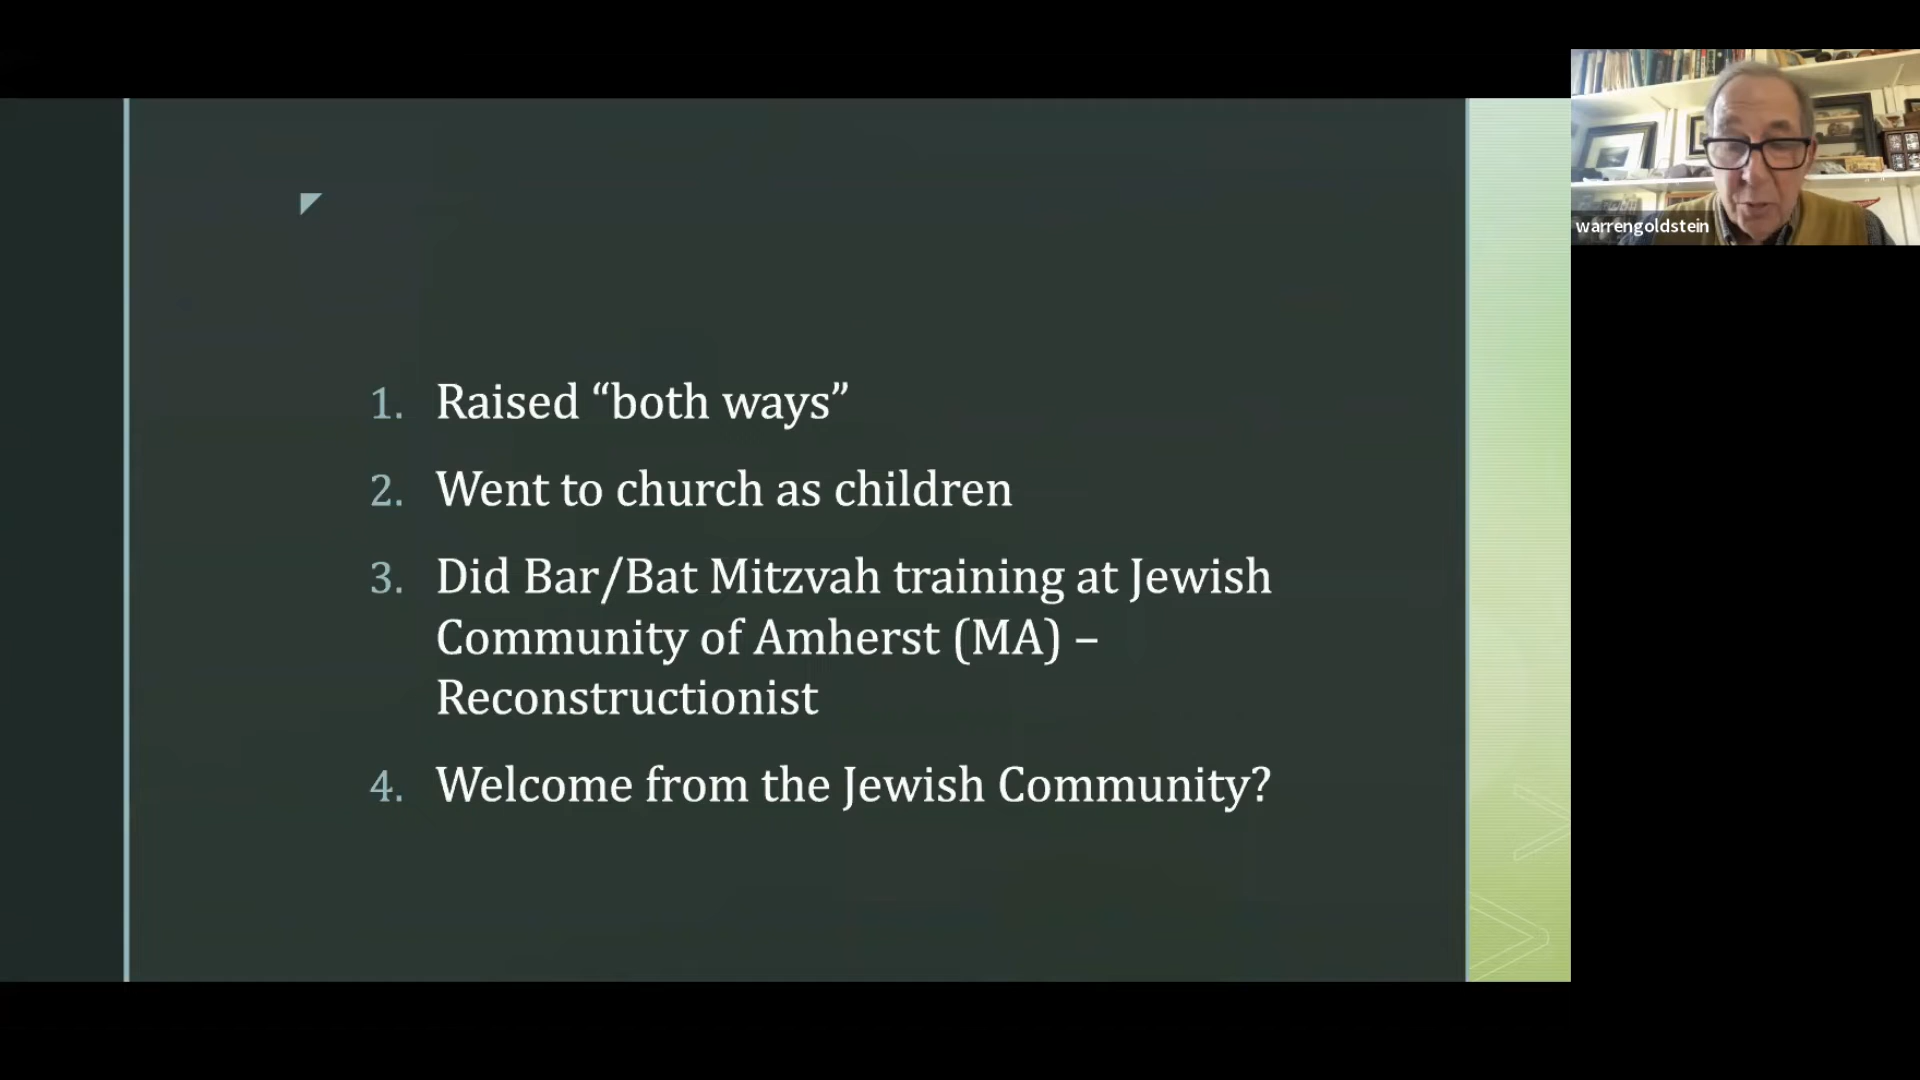 1. Raised “both ways”
2. Went to church as children
3. Did Bar/Bat Mitzvah training at Jewish
Community of Amherst (MA) –
Reconstructionist
4. Welcome from the Jewish Community?
warrengoldstein